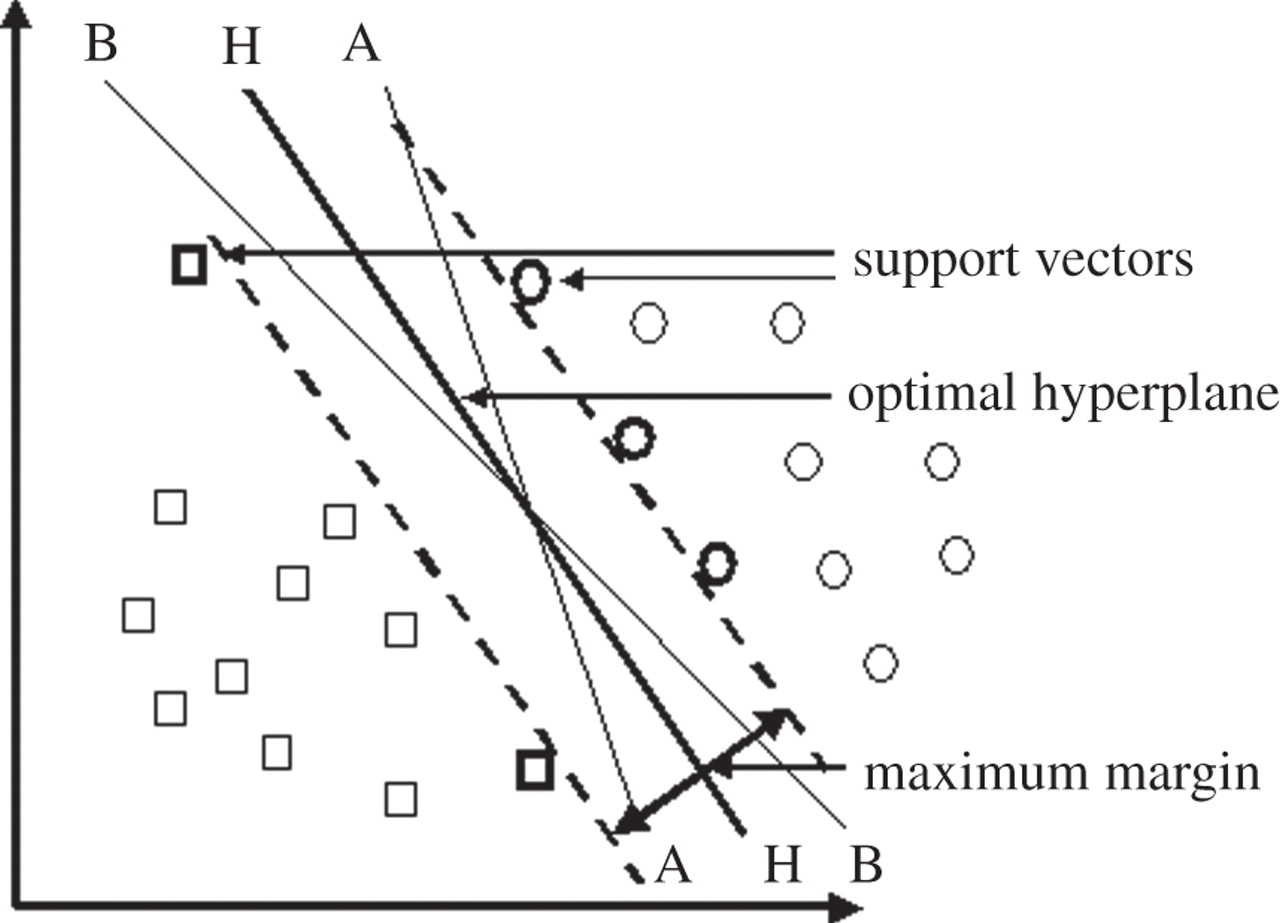 B H A
support vectors
optimal hyperplane
maximum margin
A H B